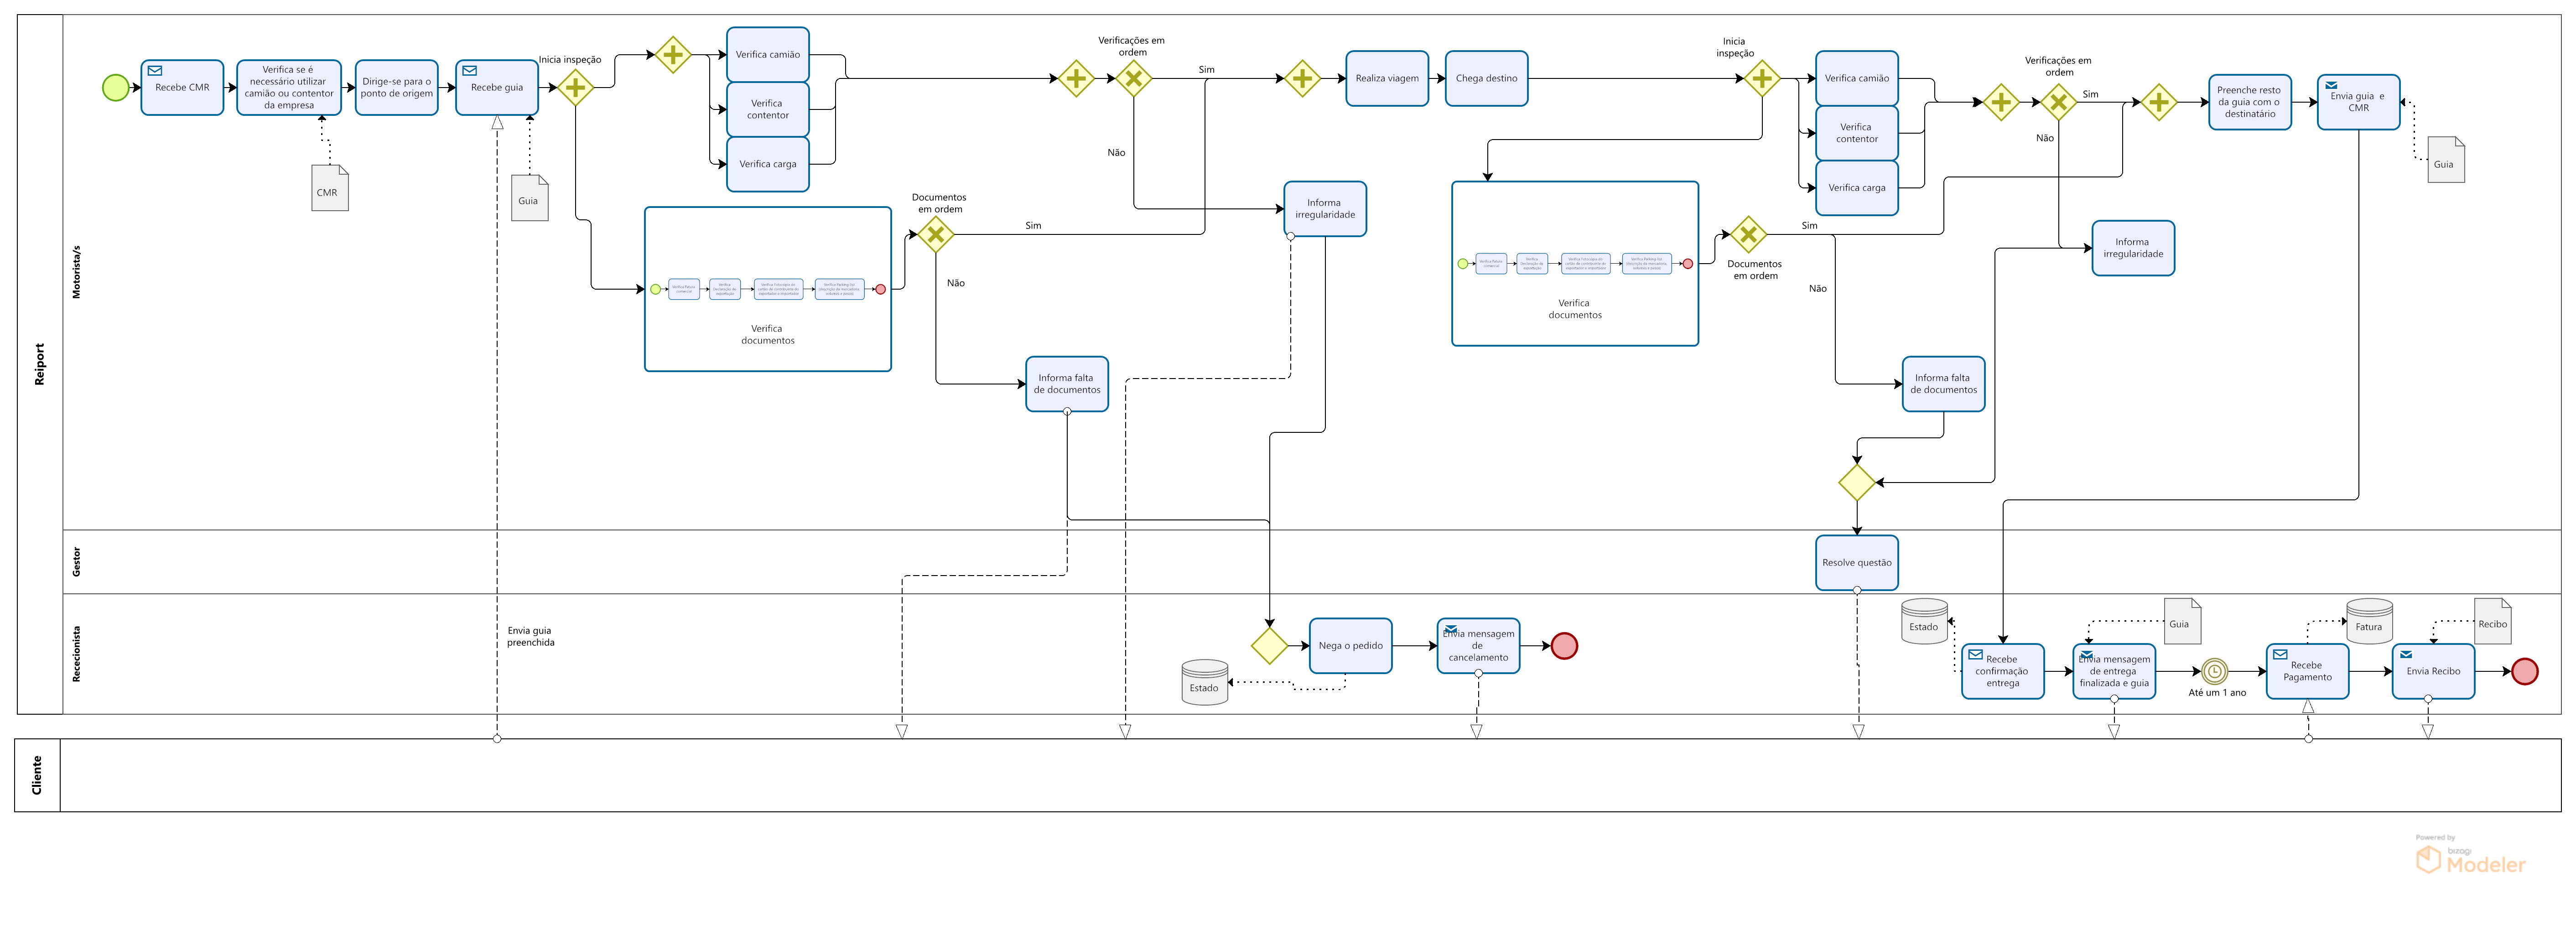 Reiport
Motorista/s
Gestor
Rececionista
Cliente
Recebe CMR
Verifica se é
necessário utilizar
camião ou contentor
da empresa
CMR
Dirige-se para o
ponto de origem
Recebe guia
Guia
Inicia inspeção
Verifica camião
Verifica
contentor
Verifica carga
Verifica
documentos
Documentos
em ordem
Sim
Não
Informa falta
de documentos
Verificações em
ordem
Sim
Não
Informa
irregularidade
Realiza viagem
Chega destino
Inicia
inspeção
Verifica camião
Verifica
contentor
Verifica carga
Verifica
documentos
Documentos
em ordem
Sim
Não
Informa falta
de documentos
Verificações em
ordem
Sim
Não
Informa
irregularidade
Preenche resto
da guia com o
destinatário
Envia guia e
CMR
Guia
Resolve questão
Envia guia
preenchida
Estado
Nega o pedido
Envia mensagem
de
cancelamento
Estado
Recebe
confirmação
entrega
Envia mensagem
de entrega
finalizada e guia
Guia
Até um 1 ano
Recebe
Pagamento
Fatura
Envia Recibo
Recibo
Powered by
bizagi
Modeler